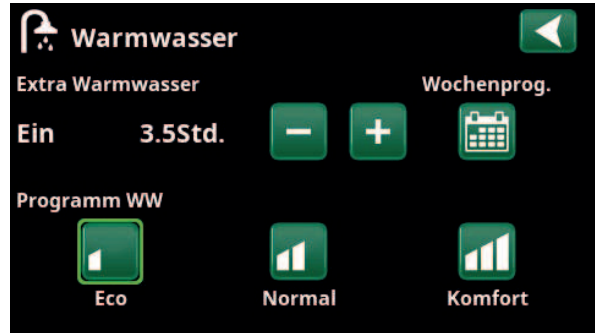 Warmwasser
Extra Warmwasser Wochenprog.
Ein 3.5Std. − +
Programm WW
Eco Normal Komfort